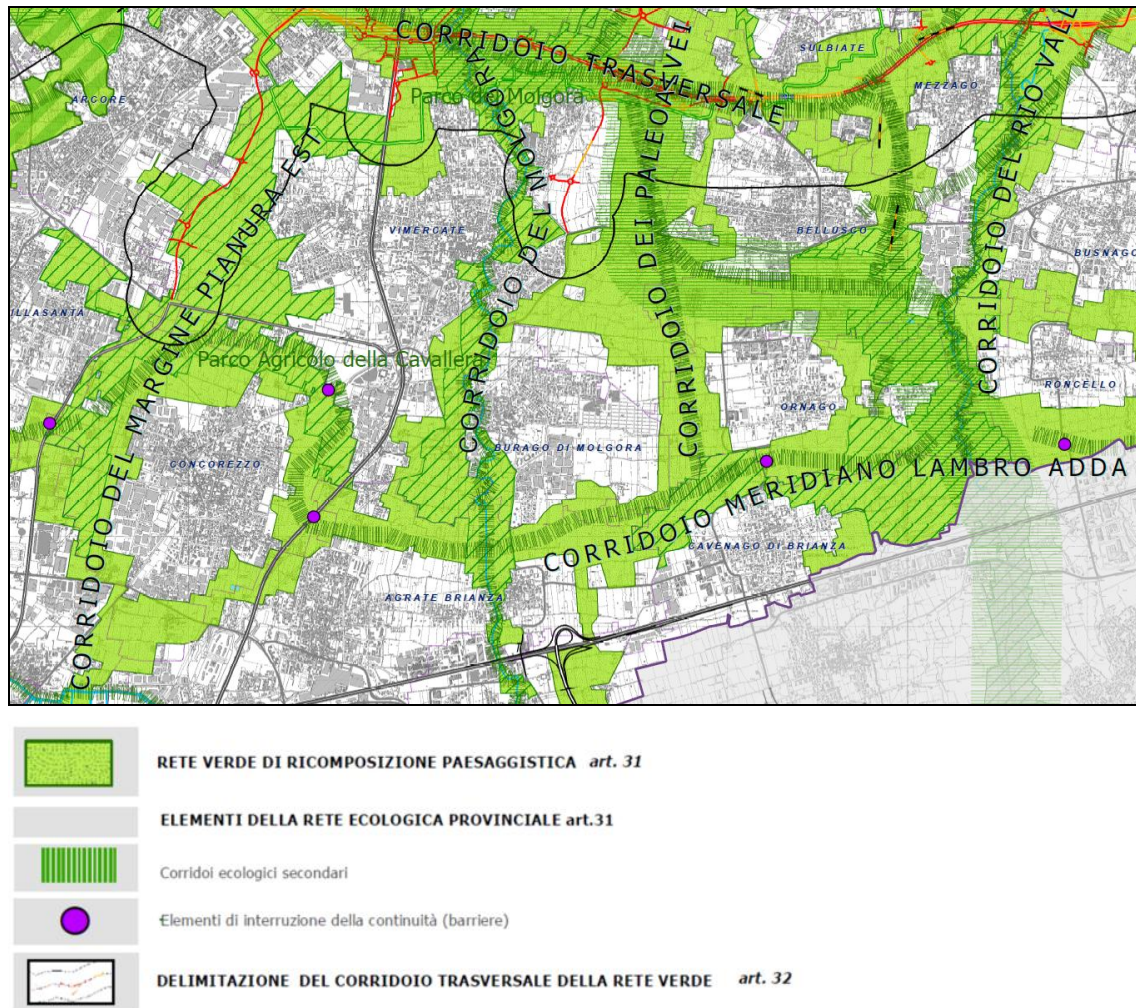 CORRIDOIO TRASVERSALE
SULBIATE
MEZZAGO
ARCORE
Parco del Molgora
CORRIDOIO DEL MARGINE PIANURA EST
CORRIDOIO DEL MOLGORA
CORRIDOIO DEI PALEOALVEI
CORRIDOIO DEL RIO VALL
VIMERCATE
BELLUSCO
BUSNAGO
ILLASANTA
Parco Agricolo della Cavallera
RONCELLO
ORNAGO
BURAGO DI MOLGORA
CONCOREZZO
CORRIDOIO MERIDIANO LAMBRO ADDA
CAVENAGO DI BRIANZA
AGRATE BRIANZA
RETE VERDE DI RICOMPOSIZIONE PAESAGGISTICA art. 31
ELEMENTI DELLA RETE ECOLOGICA PROVINCIALE art.31
Corridoi ecologici secondari
Elementi di interruzione della continuità (barriere)
DELIMITAZIONE DEL CORRIDOIO TRASVERSALE DELLA RETE VERDE art. 32